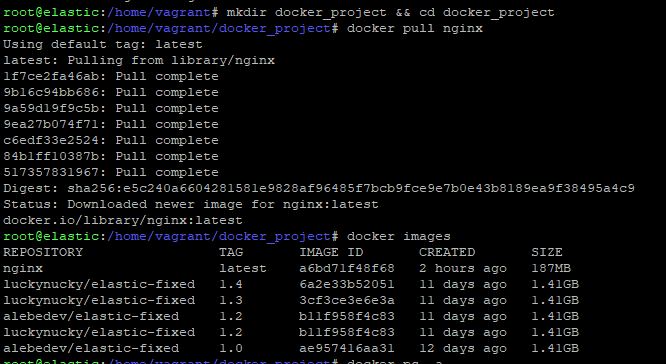 root@elastic:/home/vagrant# mkdir docker_project && cd docker_project
root@elastic:/home/vagrant/docker_project# docker pull nginx
Using default tag: latest
latest: Pulling from library/nginx
1f7ce2fa46ab: Pull complete
9b16c94bb686: Pull complete
9a59d19f9c5b: Pull complete
9ea27b074f71: Pull complete
c6edf33e2524: Pull complete
84b1ff10387b: Pull complete
517357831967: Pull complete
Digest: sha256:e5c240a6604281581e9828af96485f7bcb9fce9e7b0e43b8189ea9f38495a4c9
Status: Downloaded newer image for nginx:latest
docker.io/library/nginx:latest
root@elastic:/home/vagrant/docker_project# docker images
REPOSITORY TAG IMAGE ID CREATED SIZE
nginx latest a6bd71f48f68 2 hours ago 187MB
luckynucky/elastic-fixed 1.4 6a2e33b52051 11 days ago 1.41GB
luckynucky/elastic-fixed 1.3 3cf3ce3e6e3a 11 days ago 1.41GB
alebedev/elastic-fixed 1.2 b11f958f4c83 11 days ago 1.41GB
luckynucky/elastic-fixed 1.2 b11f958f4c83 11 days ago 1.41GB
alebedev/elastic-fixed 1.0 ae957416aa31 12 days ago 1.41GB
root@elastic:/home/vagrant/docker_project# docker ps -a